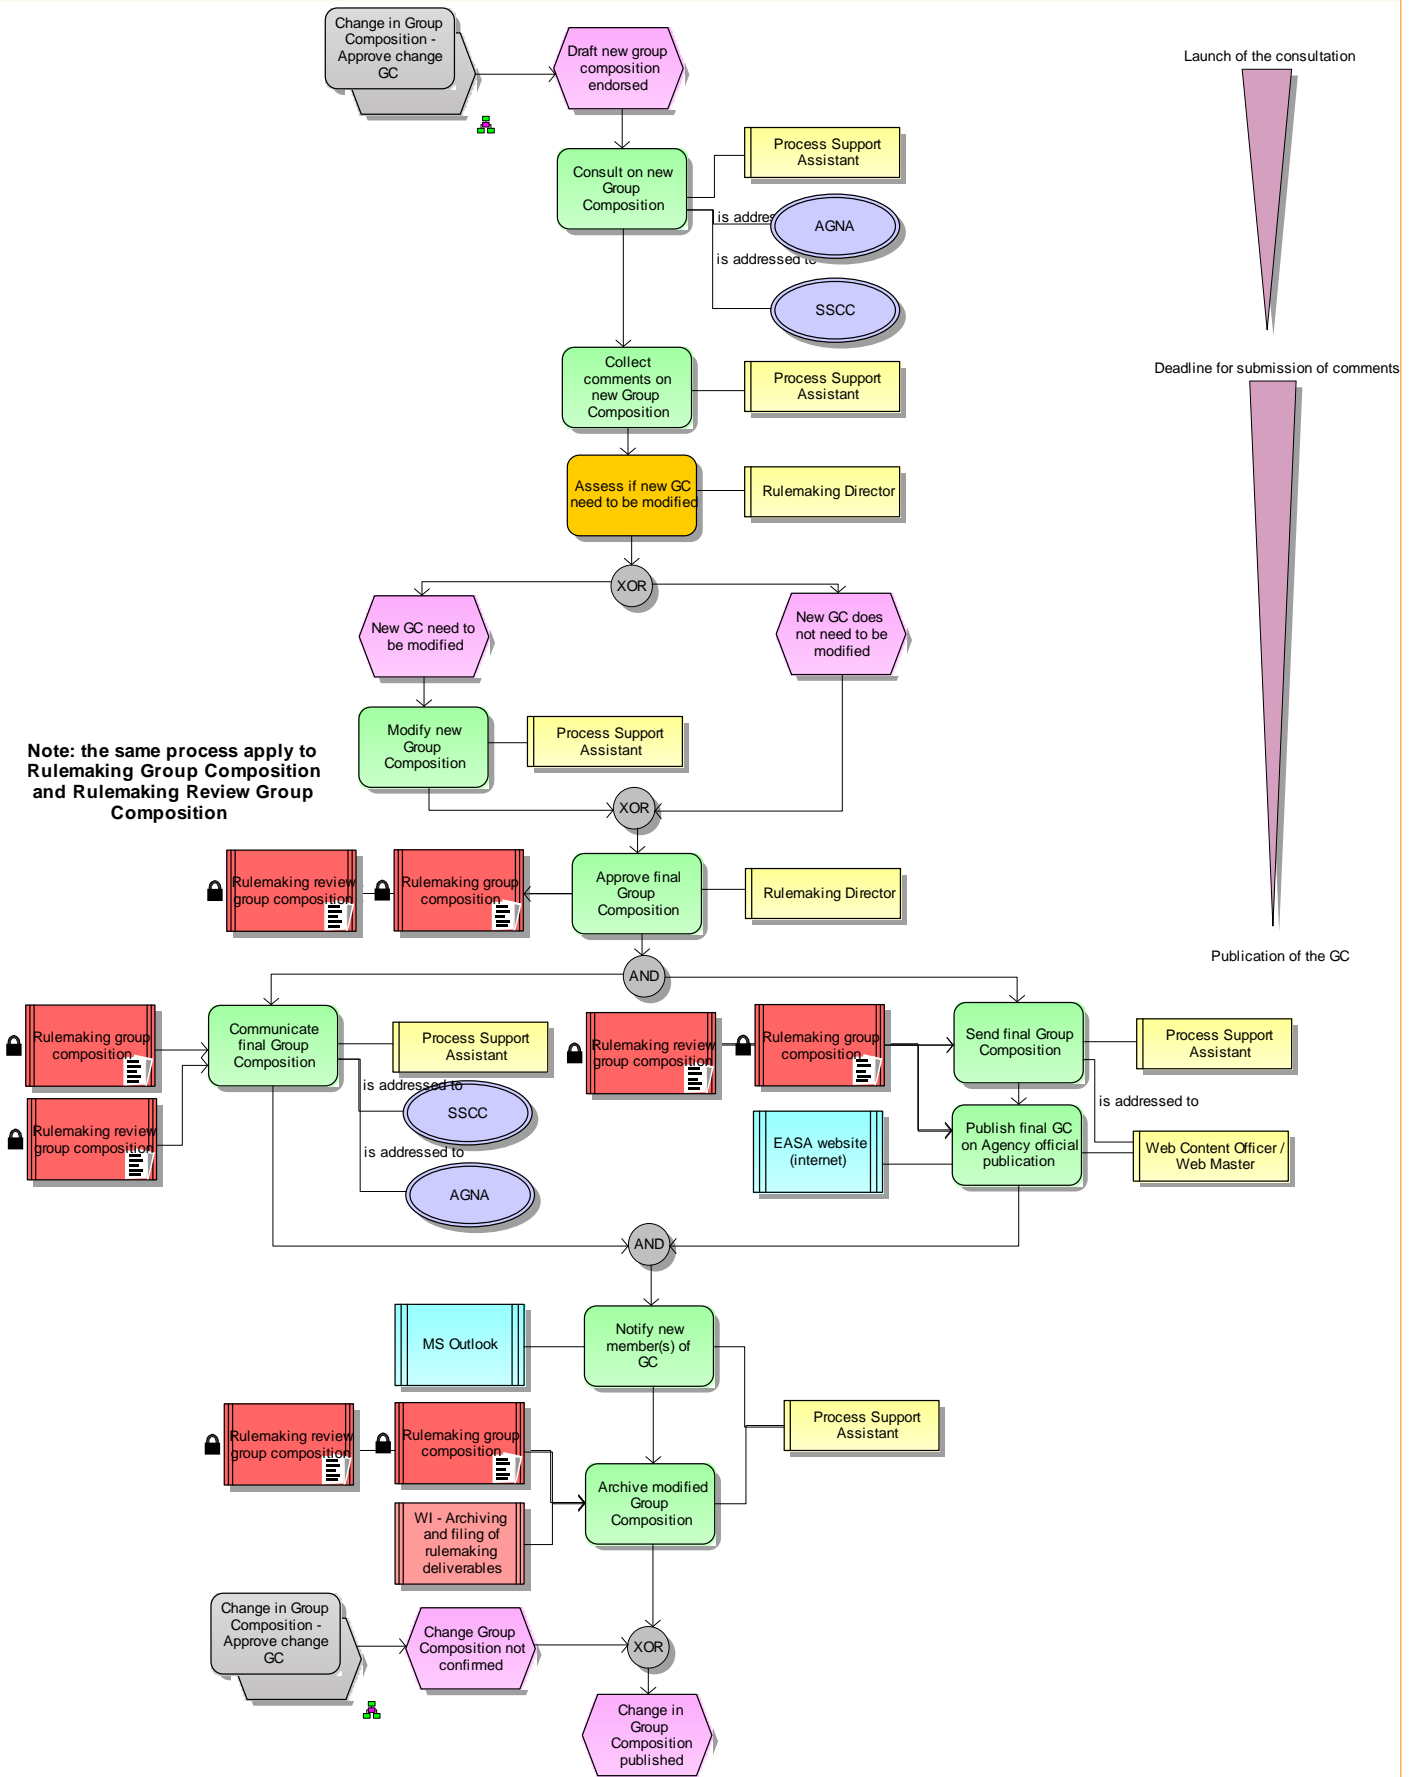 Change in Group
Composition -
Approve change
GC
Draft new group
composition
endorsed
Launch of the consultation
Consult on new
Group
Composition
Process Support
Assistant
is addres
AGNA
is addressed to
SSCC
Collect
comments on
new Group
Composition
Process Support
Assistant
Deadline for submission of comments
Assess if new GC
need to be modified
Rulemaking Director
XOR
New GC need to
be modified
New GC does
not need to be
modified
Modify new
Group
Composition
Process Support
Assistant
Note: the same process apply to
Rulemaking Group Composition
and Rulemaking Review Group
Composition
XOR
Rulemaking review
group composition
Rulemaking group
composition
Approve final
Group
Composition
Rulemaking Director
Publication of the GC
AND
Rulemaking group
composition
Rulemaking review
group composition
Communicate
final Group
Composition
Process Support
Assistant
is addressed to
SSCC
is addressed to
AGNA
Rulemaking review
group composition
Rulemaking group
composition
Send final Group
Composition
Process Support
Assistant
is addressed to
EASA website
(internet)
Publish final GC
on Agency official
publication
Web Content Officer /
Web Master
AND
MS Outlook
Notify new
member(s) of
GC
Process Support
Assistant
Rulemaking review
group composition
Rulemaking group
composition
Archive modified
Group
Composition
WI - Archiving
and filing of
rulemaking
deliverables
Change in Group
Composition -
Approve change
GC
Change Group
Composition not
confirmed
XOR
Change in
Group
Composition
published